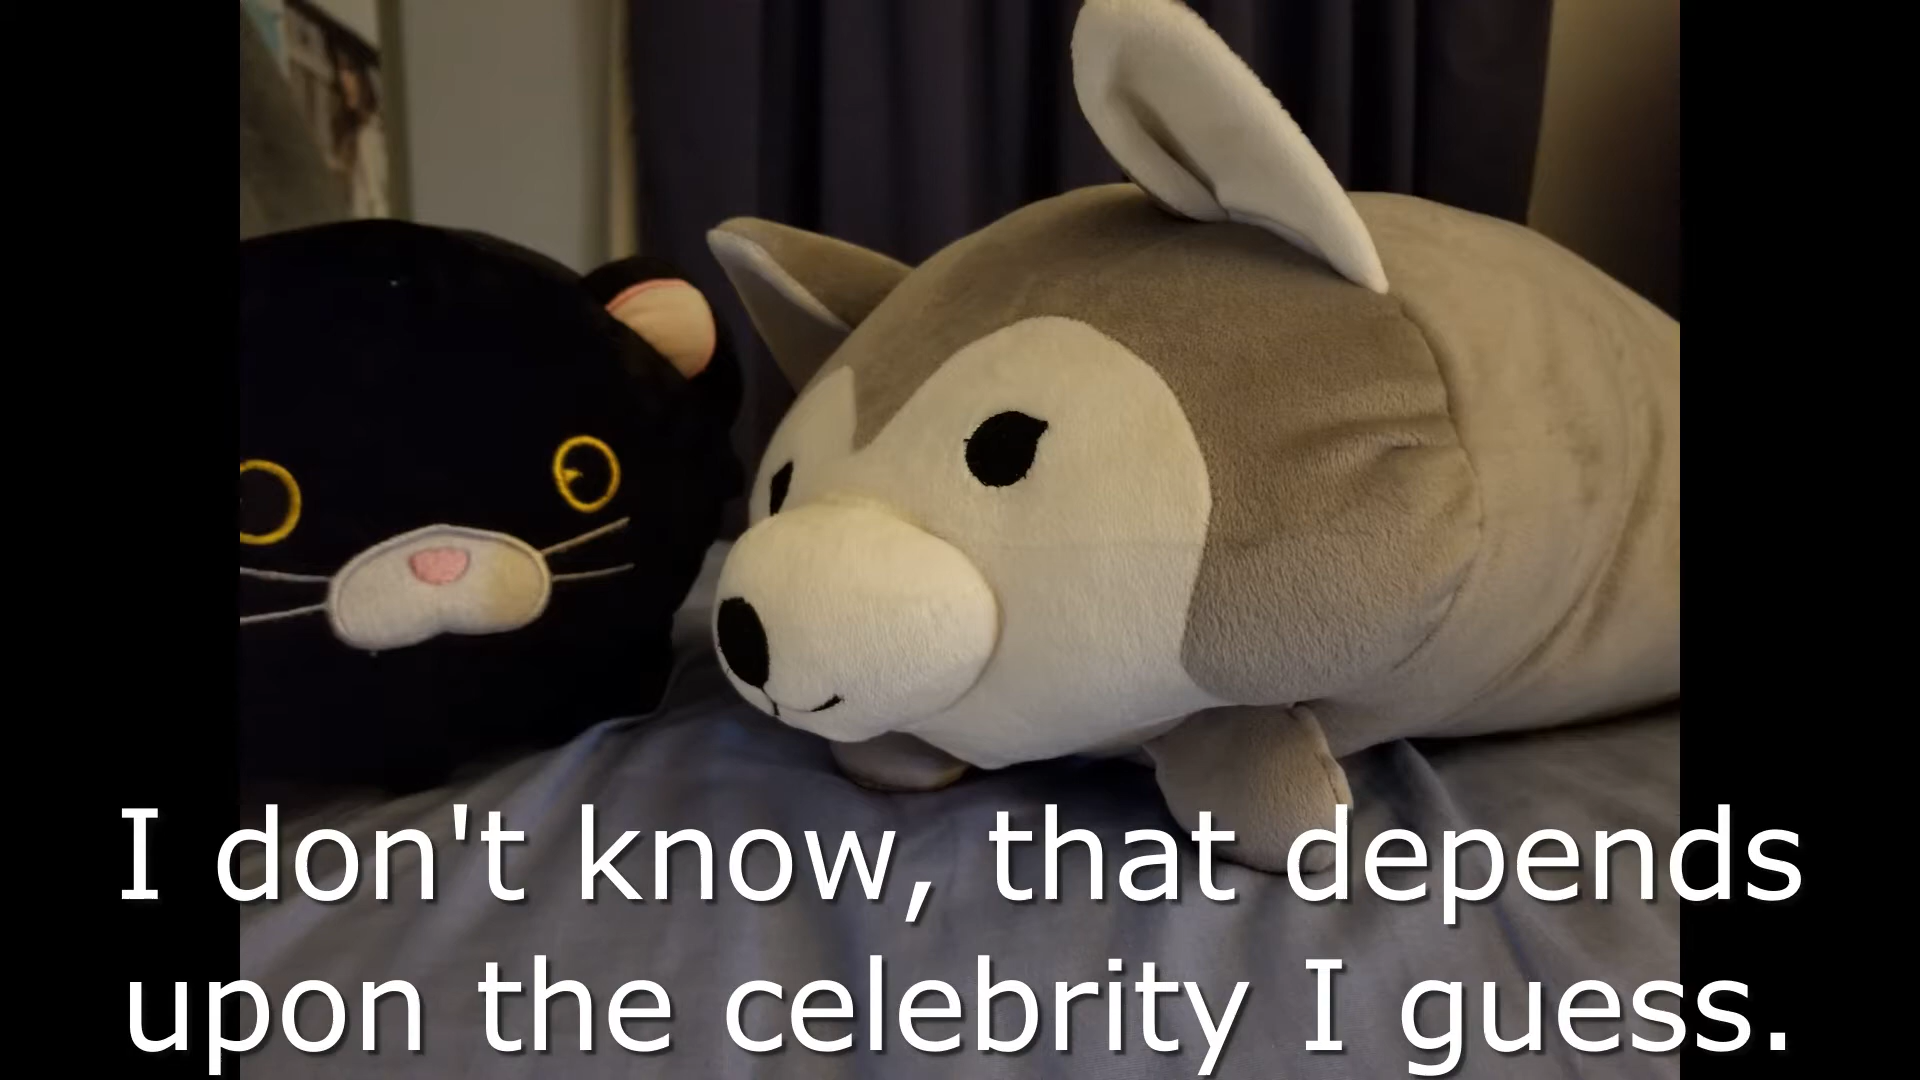 I don't know, that depends
upon the celebrity I guess.